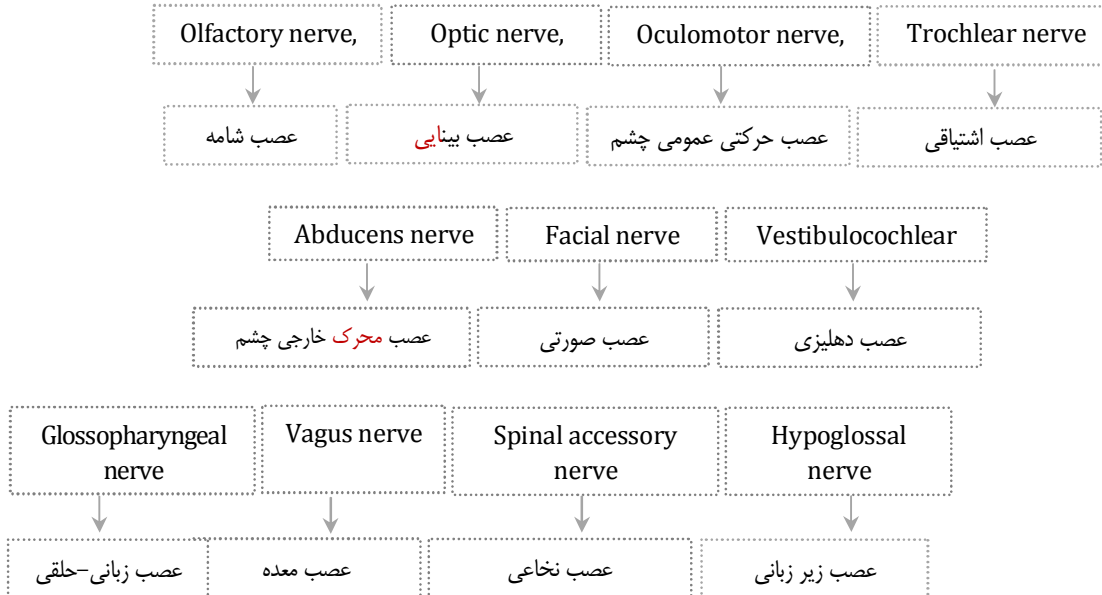 Olfactory nerve,
Optic nerve,
Oculomotor nerve,
Trochlear nerve
عصب شامه
عصب بینایی
عصب حرکتی عمومی چشم
عصب اشتیاقی
Abducens nerve
Facial nerve
Vestibulocochlear
عصب محرک خارجی چشم
عصب صورتی
عصب دهلیزی
Glossopharyngeal
nerve
Vagus nerve
Spinal accessory
nerve
Hypoglossal
nerve
عصب زبانی–حلقی
عصب معده
عصب نخاعی
عصب زیر زبانی